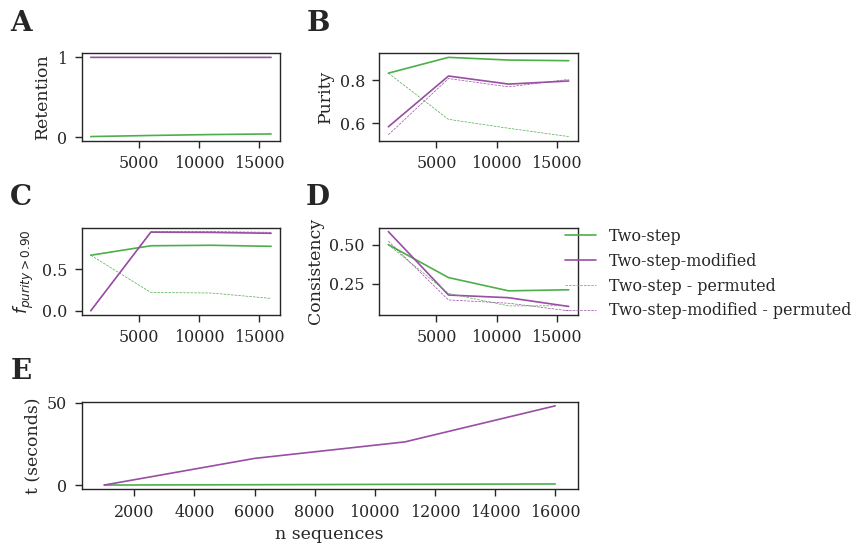 A
B
Retention
1
0
5000 10000 15000
Purity
0.8
0.6
5000 10000 15000
C
D
f_{purity>0.90}
0.5
0.0
5000 10000 15000
Consistency
0.50
0.25
5000 10000 15000
Two-step
Two-step-modified
Two-step - permuted
Two-step-modified - permuted
E
t (seconds)
50
0
2000 4000 6000 8000 10000 12000 14000 16000
n sequences